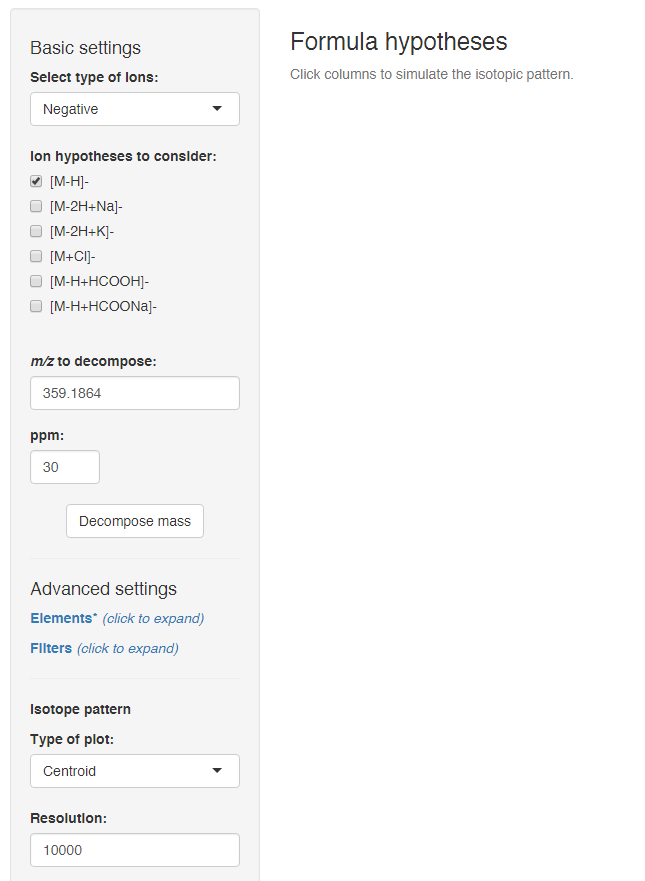 Basic settings
Select type of Ions:
Negative
Ion hypotheses to consider:
[M-H]-
[M-2H+Na]-
[M-2H+K]-
[M+Cl]-
[M-H+HCOOH]-
[M-H+HCOONa]-
m/z to decompose:
359.1864
ppm:
30
Decompose mass
Advanced settings
Elements* (click to expand)
Filters (click to expand)
Isotope pattern
Type of plot:
Centroid
Resolution:
10000
Formula hypotheses
Click columns to simulate the isotopic pattern.